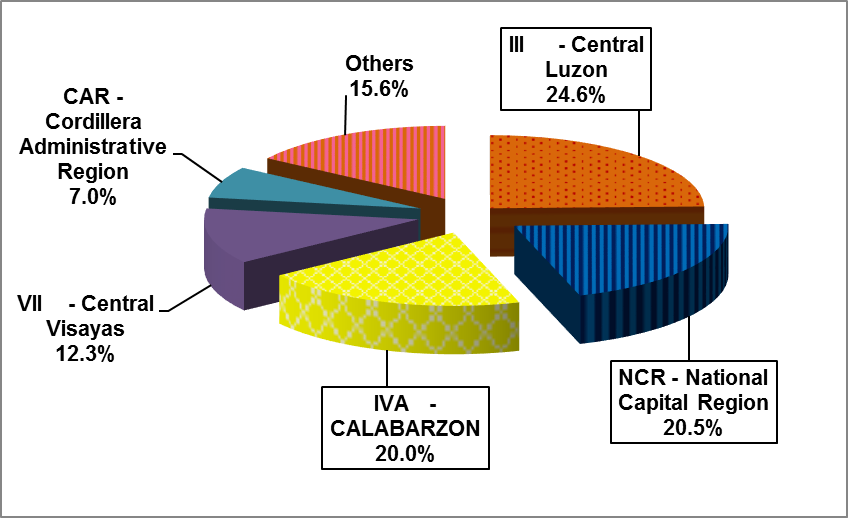 Others
15.6%
III - Central
Luzon
24.6%
CAR -
Cordillera
Administrative
Region
7.0%
VII - Central
Visayas
12.3%
IVA -
CALABARZON
20.0%
NCR - National
Capital Region
20.5%